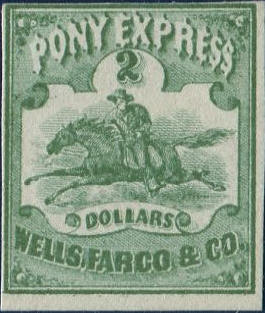 PONY EXPRESS
2
DOLLARS
WELLS, FARGO & CO.